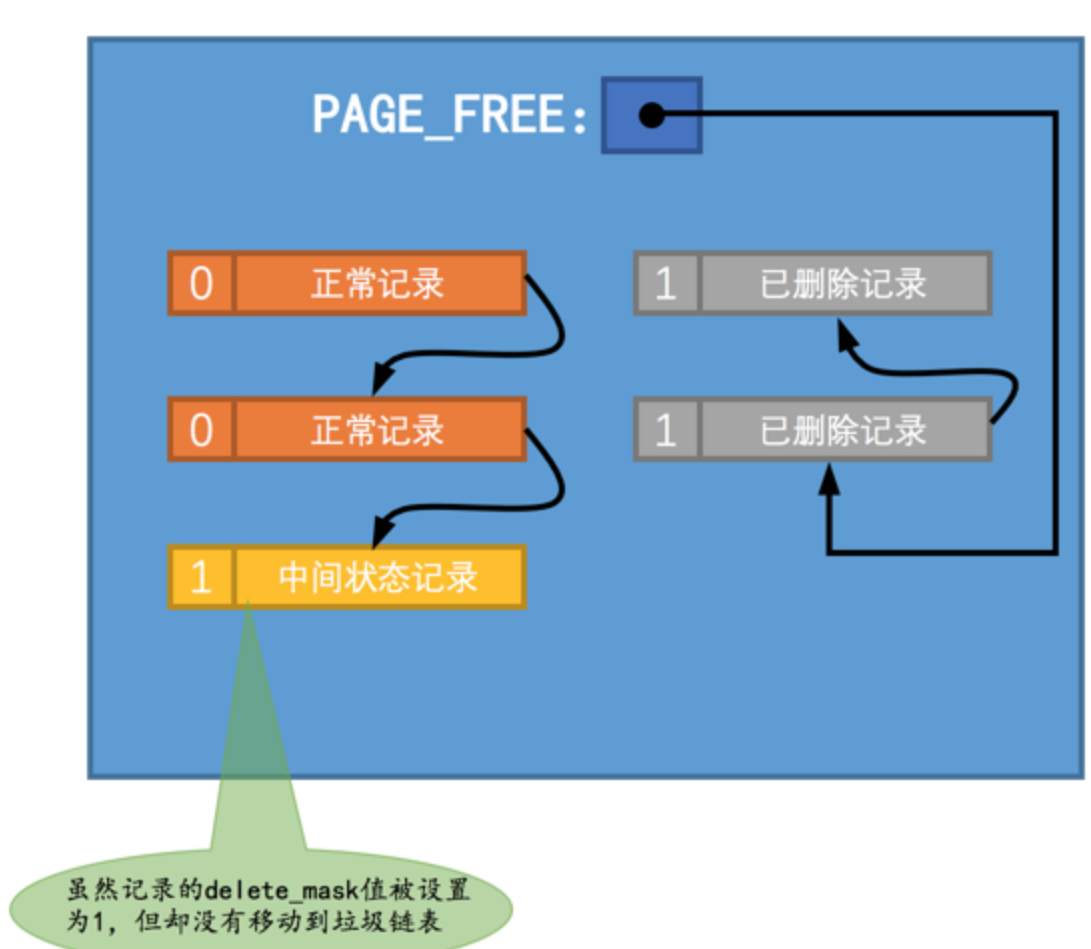 PAGE_FREE:
0 正常记录
1 已删除记录
0 正常记录
1 已删除记录
1 中间状态记录
虽然记录的delete_mask值被设置
为1，但却没有移动到垃圾链表